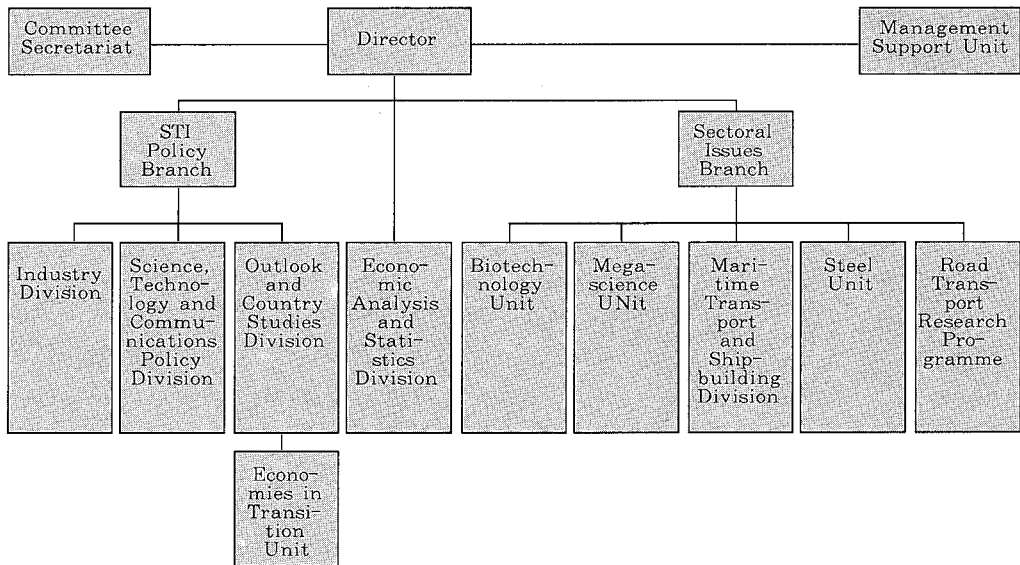 Committee
Secretariat
Director
Management
Support Unit
STI
Policy
Branch
Sectoral
Issues
Branch
Industry
Division
Science,
Techno-
logy and
Commu-
nications
Policy
Division
Outlook
and
Country
Studies
Division
Econo-
mic
Analysis
and
Stati-
stics
Division
Biotech-
nology
Unit
Mega-
science
UNit
Mari-
time
Trans-
port
and
Ship-
building
Division
Steel
Unit
Road
Trans-
port
Research
Pro-
gramme
Econo-
mies in
Transi-
tion
Unit